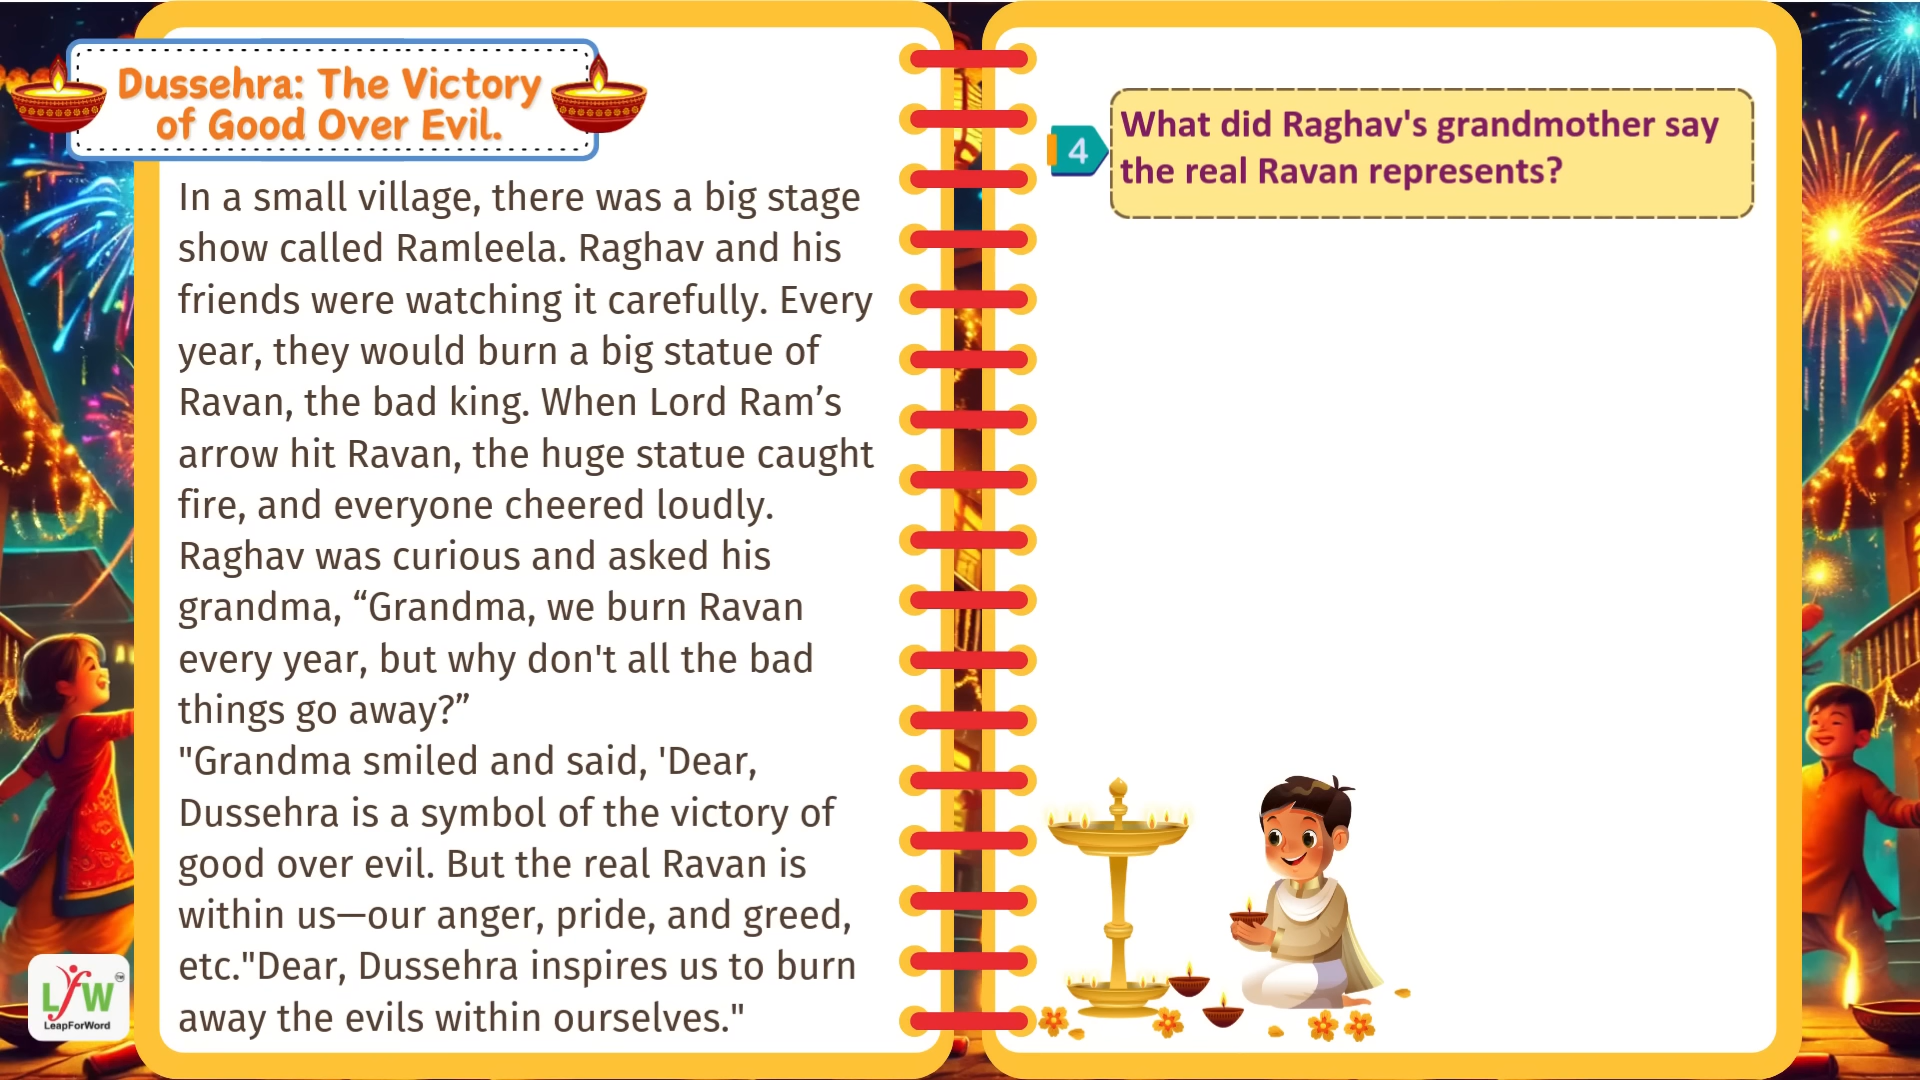 Dussehra: The Victory
of Good Over Evil.
In a small village, there was a big stage
show called Ramleela. Raghav and his
friends were watching it carefully. Every
year, they would burn a big statue of
Ravan, the bad king. When Lord Ram’s
arrow hit Ravan, the huge statue caught
fire, and everyone cheered loudly.
Raghav was curious and asked his
grandma, “Grandma, we burn Ravan
every year, but why don't all the bad
things go away?”
"Grandma smiled and said, 'Dear,
Dussehra is a symbol of the victory of
good over evil. But the real Ravan is
within us—our anger, pride, and greed,
etc."Dear, Dussehra inspires us to burn
away the evils within ourselves."
4
What did Raghav's grandmother say
the real Ravan represents?
LfW
TM
LeapForWord